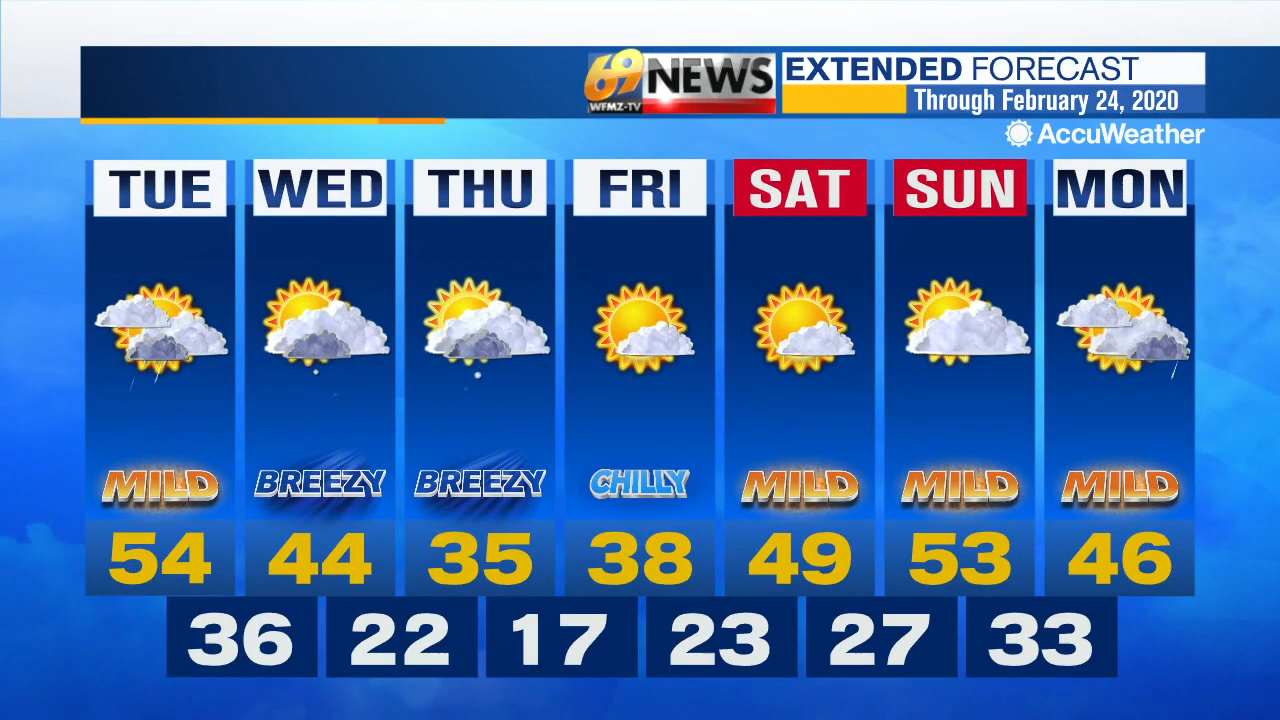 69 NEWS
WFMZ-TV
EXTENDED FORECAST
Through February 24, 2020
AccuWeather
TUE WED THU FRI SAT SUN MON
MILD BREEZY BREEZY CHILLY MILD MILD MILD
54 44 35 38 49 53 46
36 22 17 23 27 33